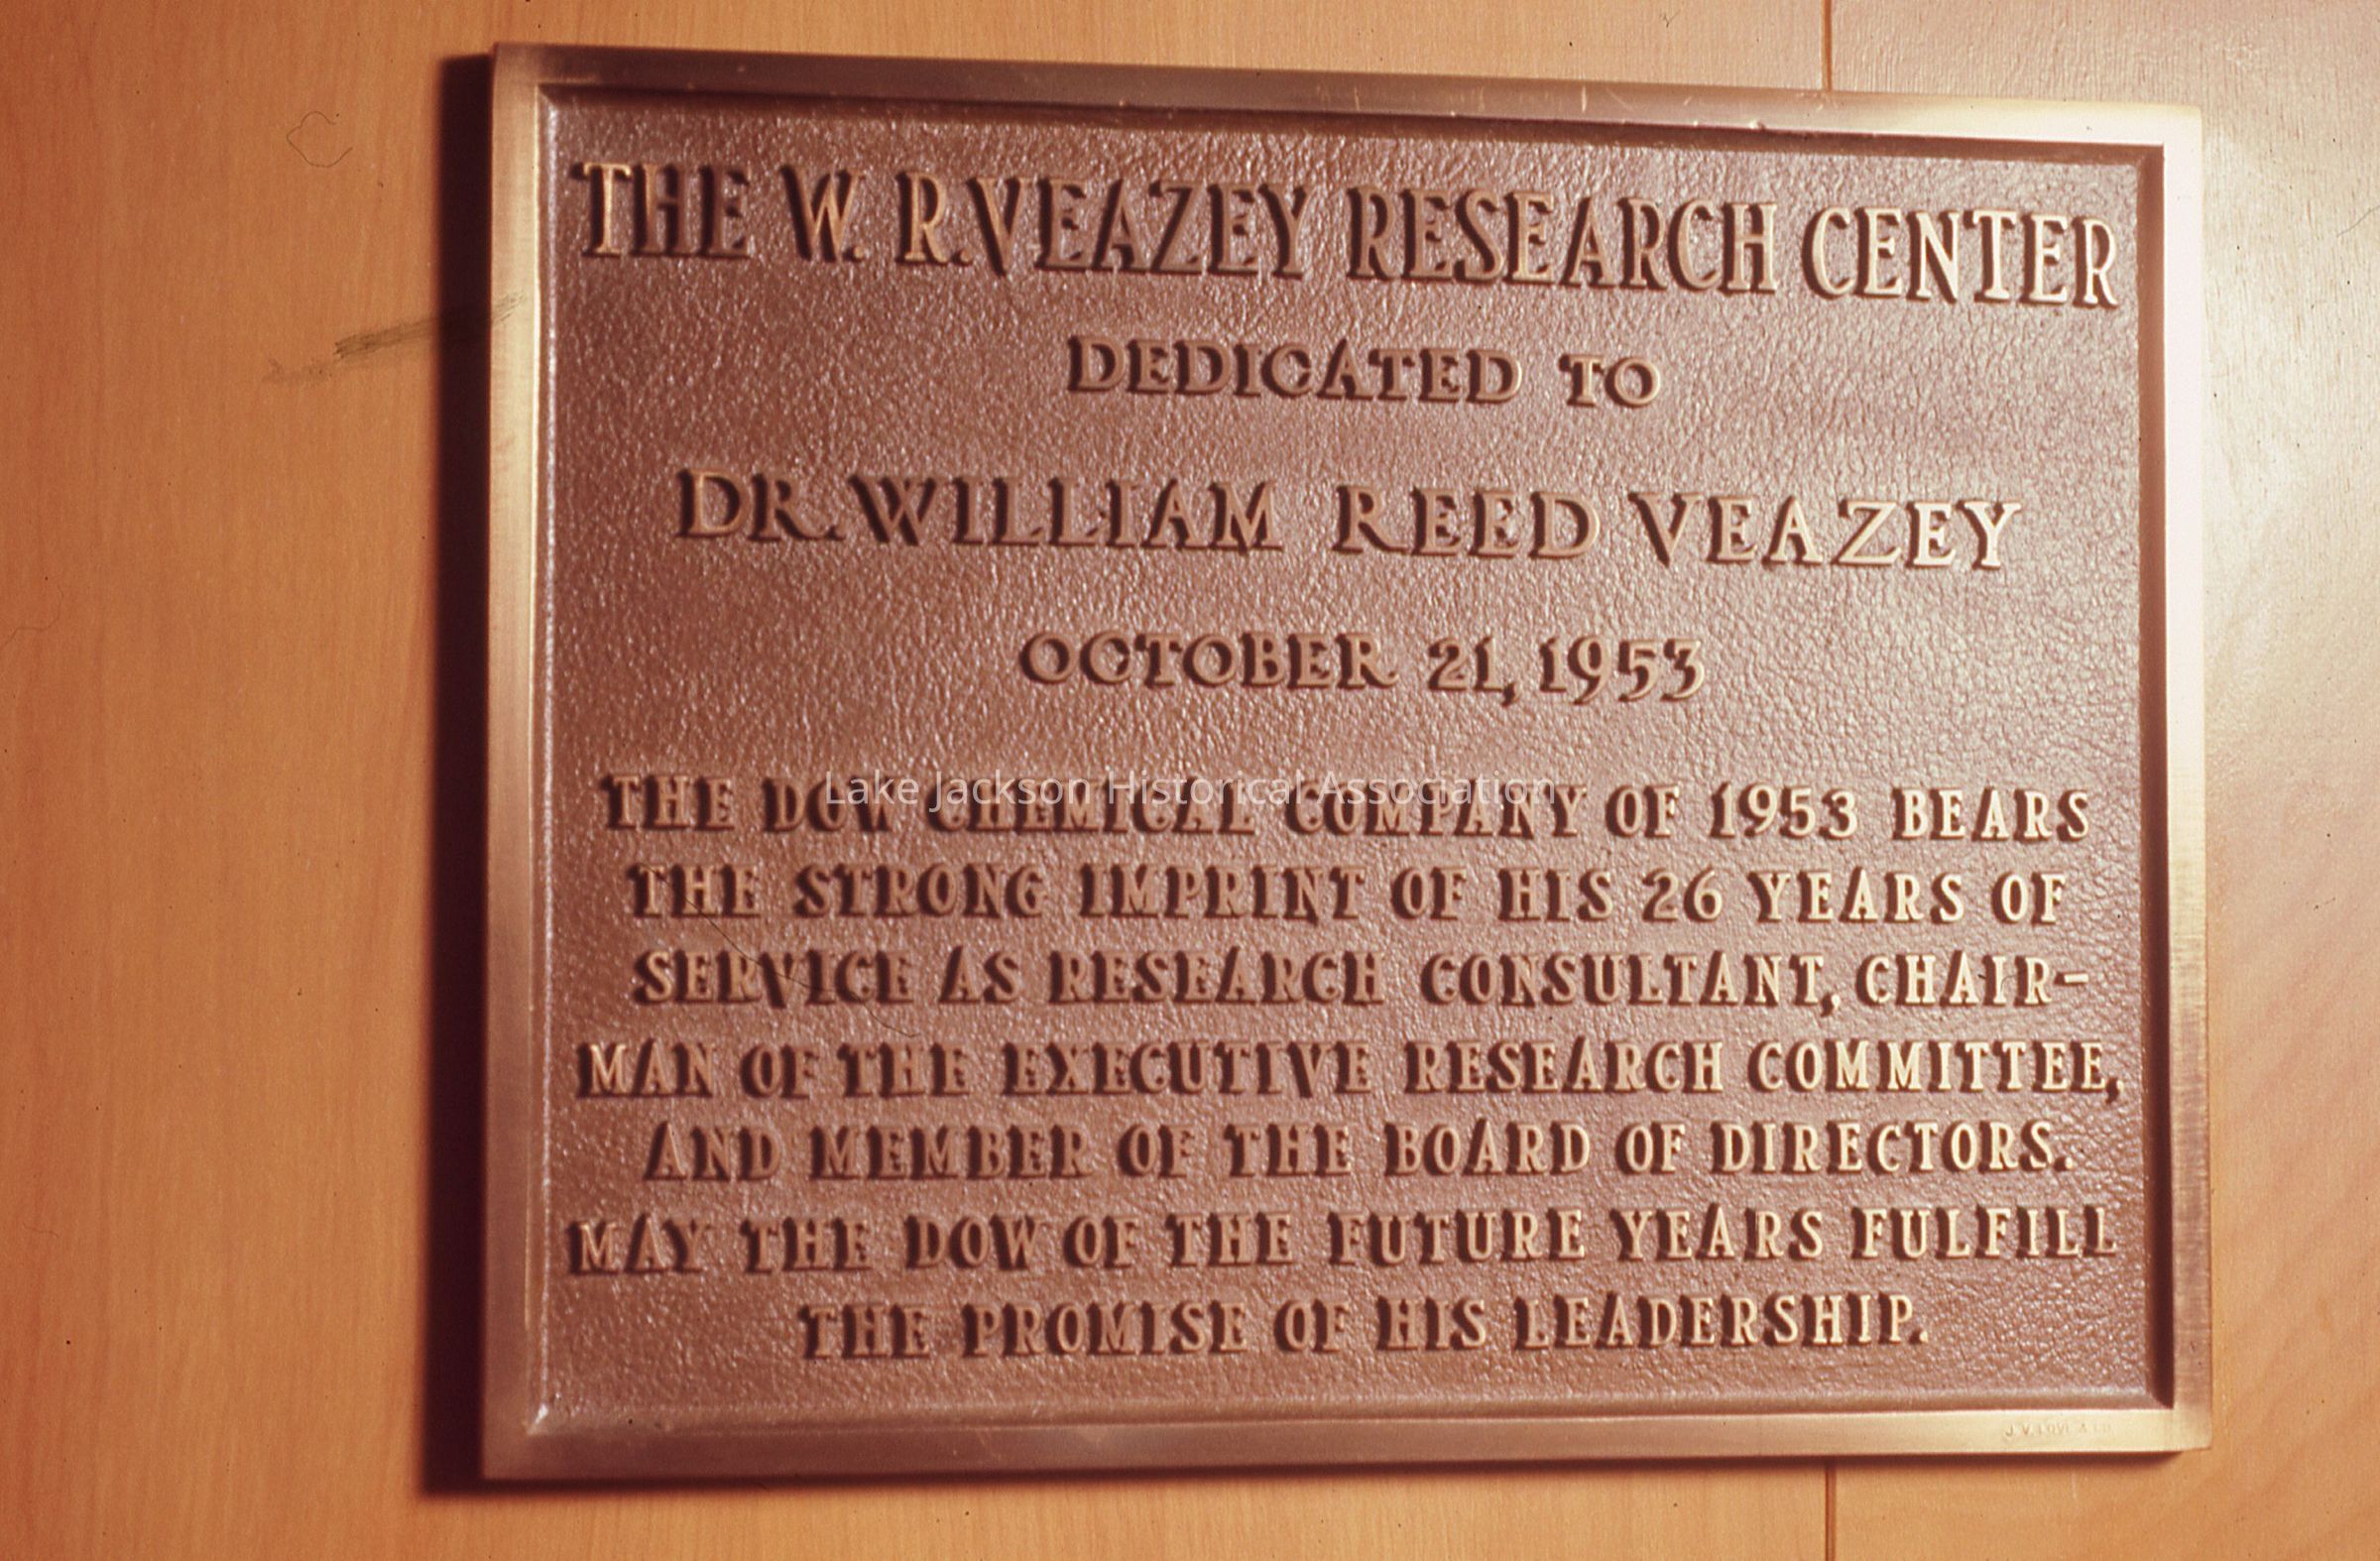 THE W. R. VEAZEY RESEARCH CENTER
DEDICATED TO
DR. WILLIAM REED VEAZEY
OCTOBER 21, 1953
Lake Jackson Historical Association
THE DOW CHEMICAL COMPANY OF 1953 BEARS
THE STRONG IMPRINT OF HIS 26 YEARS OF
SERVICE AS RESEARCH CONSULTANT, CHAIR-
MAN OF THE EXECUTIVE RESEARCH COMMITTEE,
AND MEMBER OF THE BOARD OF DIRECTORS.
MAY THE DOW OF THE FUTURE YEARS FULFILL
THE PROMISE OF HIS LEADERSHIP.